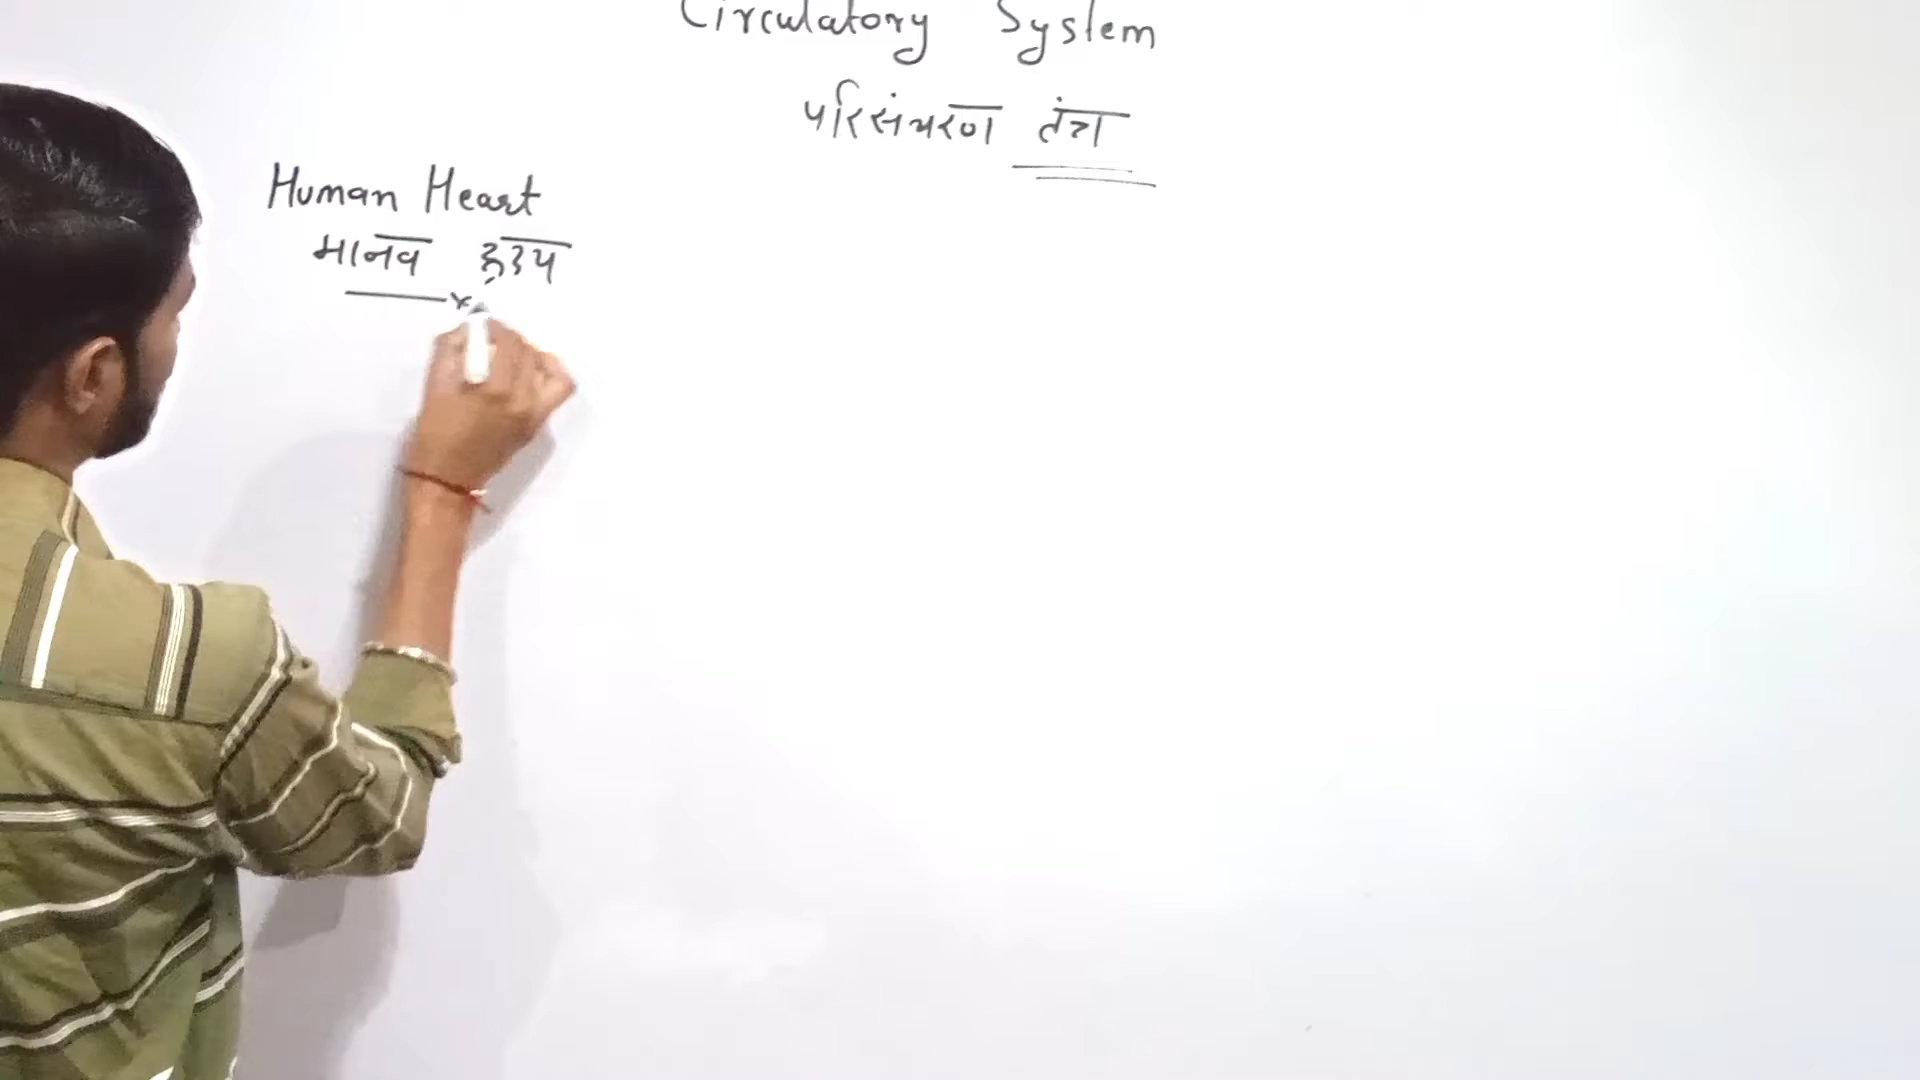 Circulatory System
परिसंचरण तंत्र
Human Heart
मानव हृदय